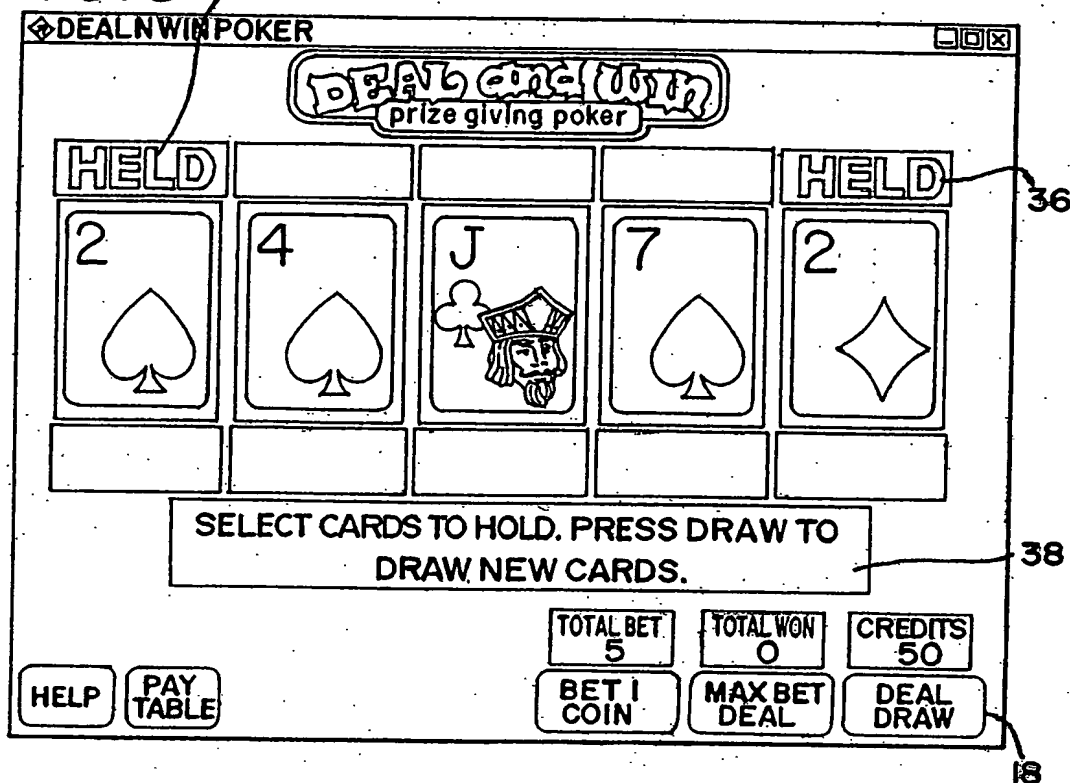 DEALNWINPOKER
DEAL and Win
prize giving poker
HELD HELD
36
2 4 J 7 2
SELECT CARDS TO HOLD. PRESS DRAW TO
DRAW NEW CARDS.
38
TOTAL BET TOTAL WON CREDITS
5 0 50
HELP PAY TABLE BET 1 COIN MAX BET DEAL DEAL DRAW
18